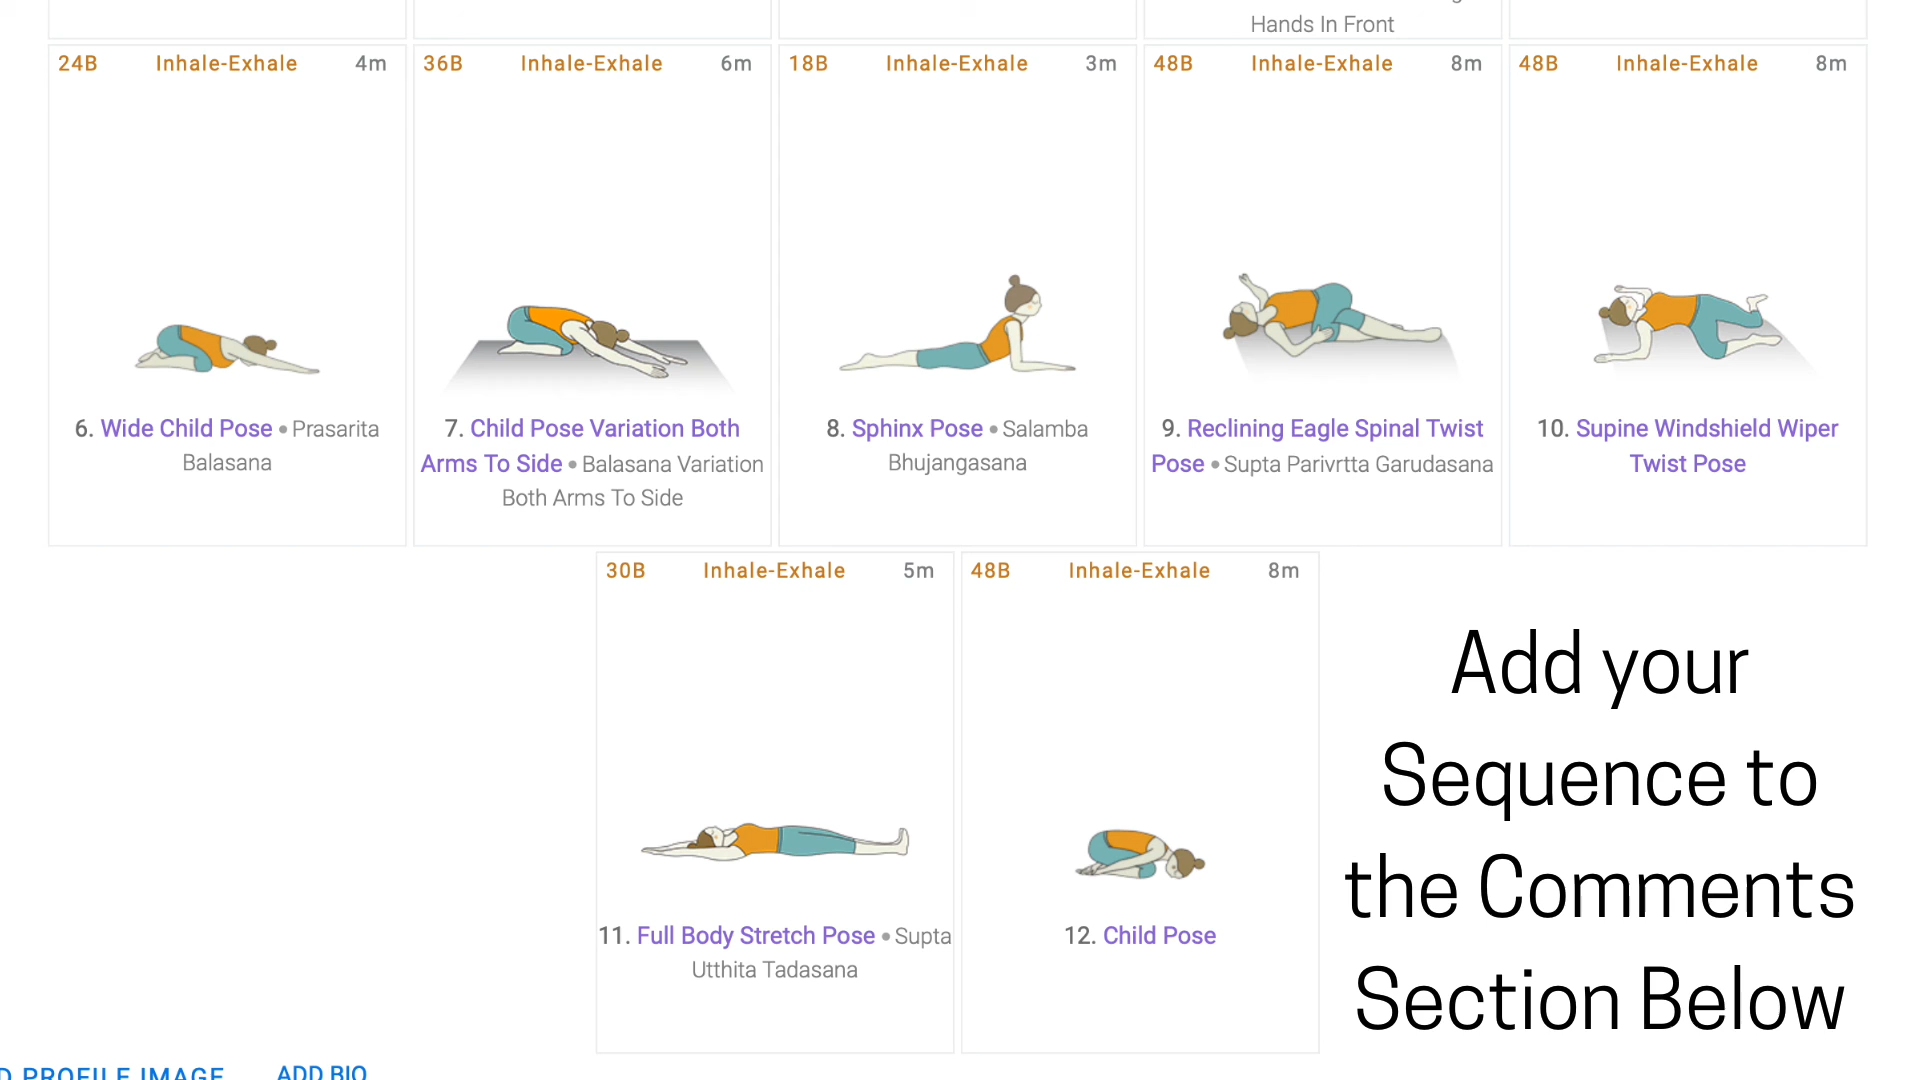 Hands In Front
24B Inhale-Exhale 4m
36B Inhale-Exhale 6m
18B Inhale-Exhale 3m
48B Inhale-Exhale 8m
48B Inhale-Exhale 8m
6. Wide Child Pose • Prasarita
Balasana
7. Child Pose Variation Both
Arms To Side • Balasana Variation
Both Arms To Side
8. Sphinx Pose • Salamba
Bhujangasana
9. Reclining Eagle Spinal Twist
Pose • Supta Parivrtta Garudasana
10. Supine Windshield Wiper
Twist Pose
30B Inhale-Exhale 5m
48B Inhale-Exhale 8m
11. Full Body Stretch Pose • Supta
Utthita Tadasana
12. Child Pose
Add your
Sequence to
the Comments
Section Below
PROFILE IMAGE
ADD BIO